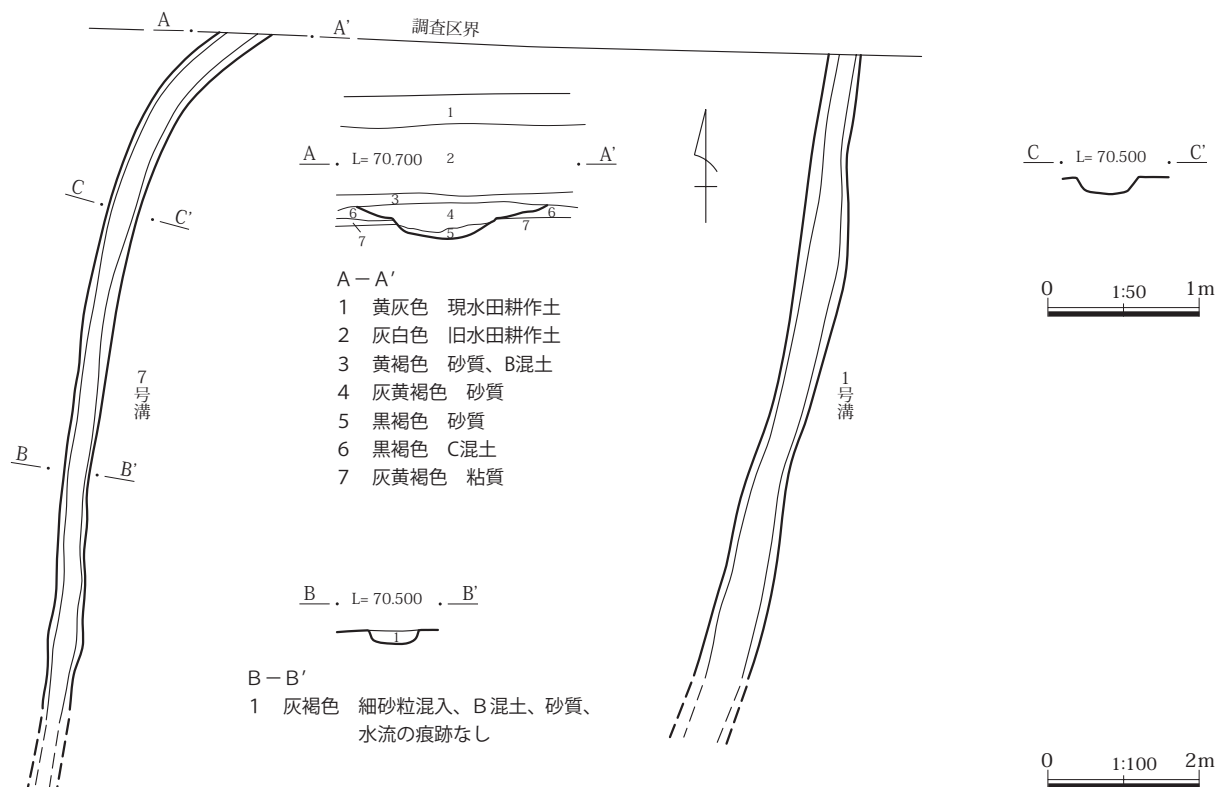 A A' 調査区界
1
A L= 70.700 2 A'
3
6 4 6
5 7
7
C L= 70.500 C'
0 1:50 1m
C C'
A－A'
1 黄灰色 現水田耕作土
2 灰白色 旧水田耕作土
3 黄褐色 砂質、B混土
4 灰黄褐色 砂質
5 黒褐色 砂質
6 黒褐色 C混土
7 灰黄褐色 粘質
7号溝
1号溝
B B'
B L= 70.500 B'
1
B－B'
1 灰褐色 細砂粒混入、B混土、砂質、
水流の痕跡なし
0 1:100 2m